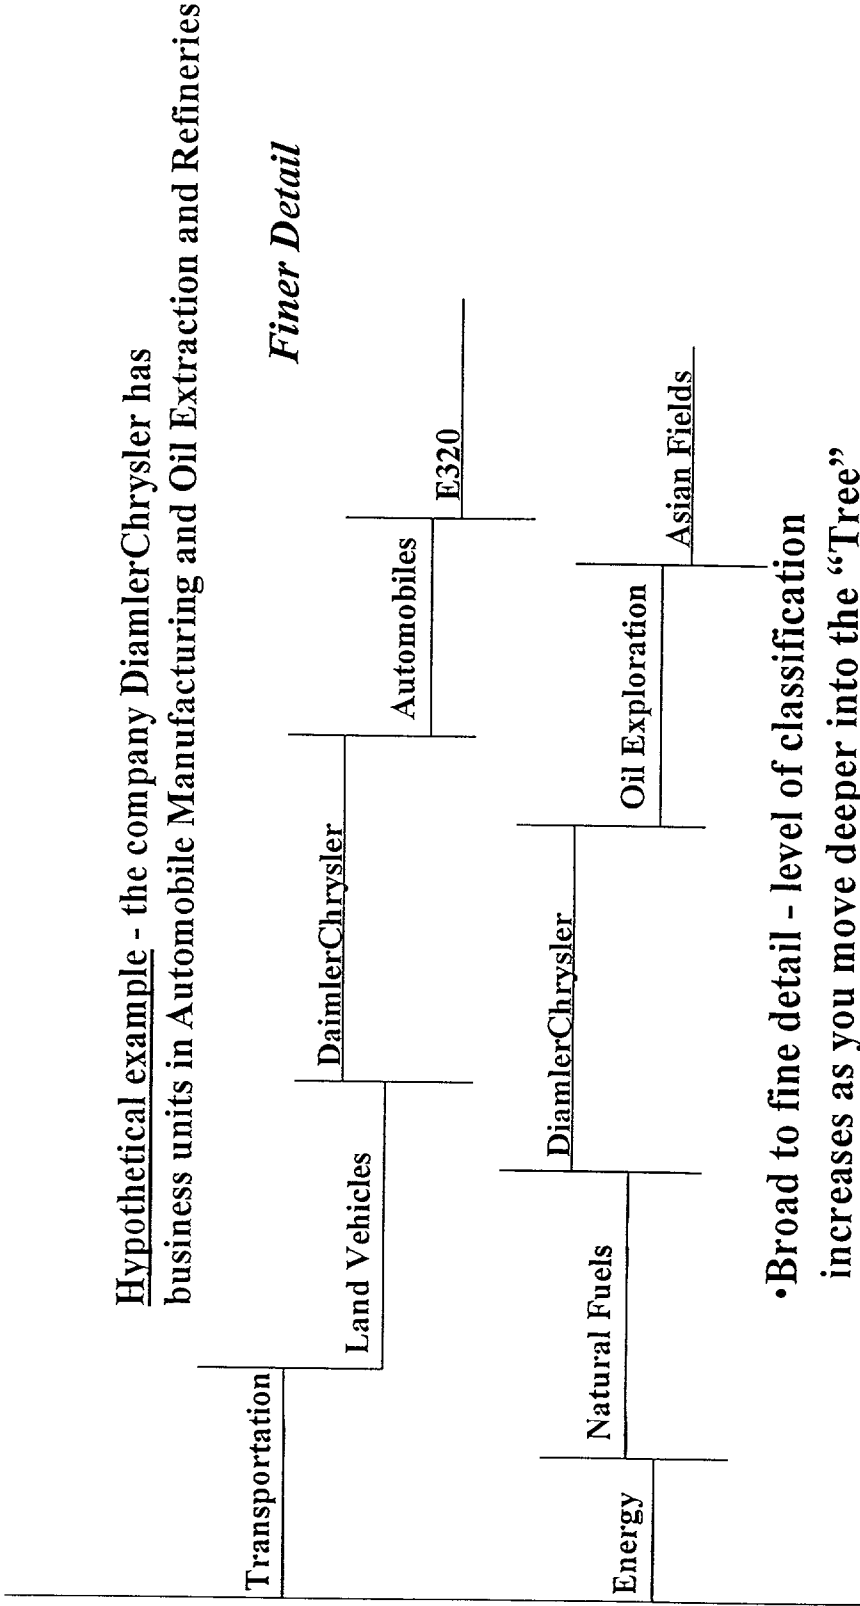 Hypothetical example - the company DiamlerChrysler has
business units in Automobile Manufacturing and Oil Extraction and Refineries
Finer Detail
Transportation
Land Vehicles
DaimlerChrysler
Automobiles
E320
Energy
Natural Fuels
DiamlerChrysler
Oil Exploration
Asian Fields
•Broad to fine detail - level of classification
increases as you move deeper into the “Tree”